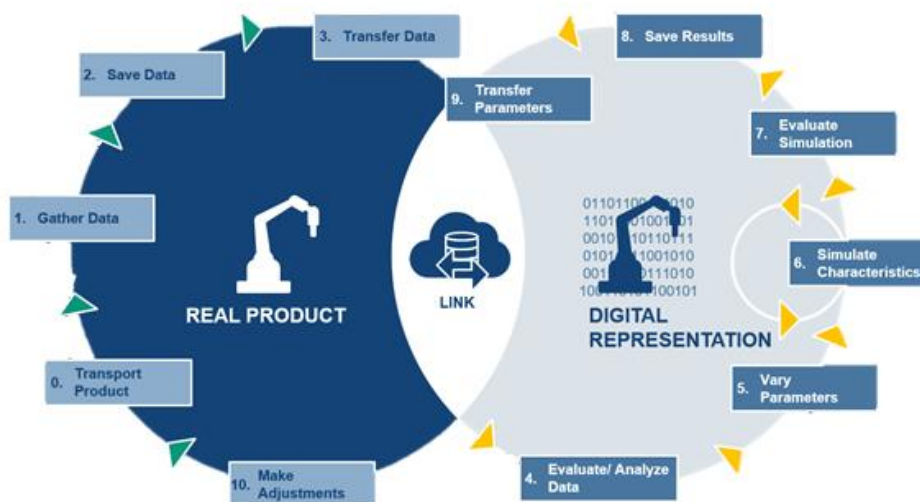 3. Transfer Data
8. Save Results
2. Save Data
9. Transfer
Parameters
7. Evaluate
Simulation
1. Gather Data
6. Simulate
Characteristics
REAL PRODUCT
LINK
DIGITAL
REPRESENTATION
0. Transport
Product
5. Vary
Parameters
10. Make
Adjustments
4. Evaluate/ Analyze
Data